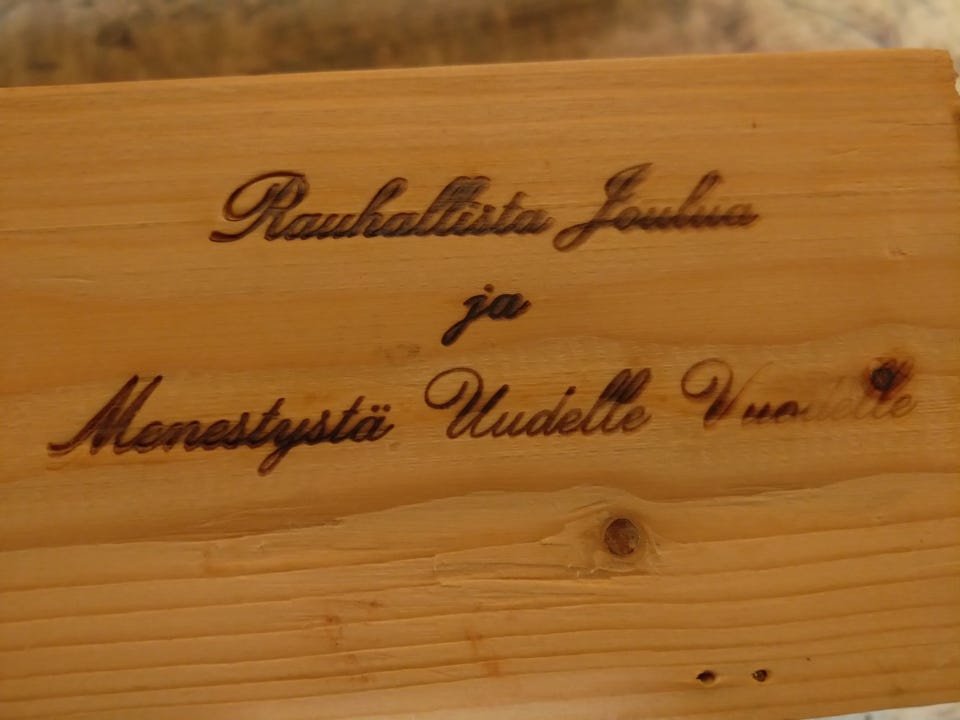 Rauhallista Joulua
ja
Menestystä Uudelle Vuodelle